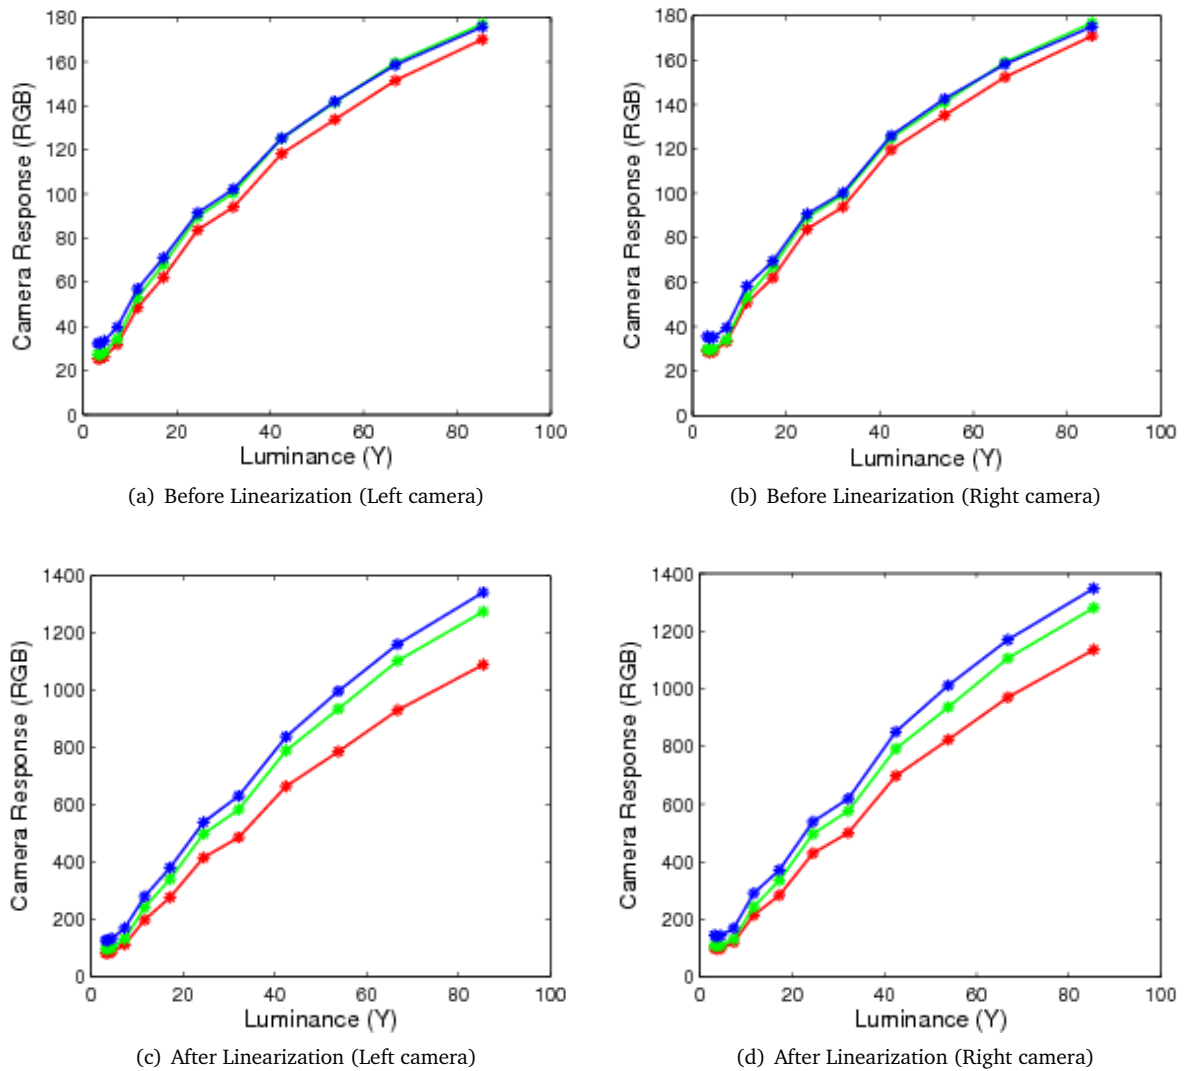 180
160
140
120
100
80
60
40
20
0
0 20 40 60 80 100
Camera Response (RGB)
Luminance (Y)
(a) Before Linearization (Left camera)
180
160
140
120
100
80
60
40
20
0
0 20 40 60 80 100
Camera Response (RGB)
Luminance (Y)
(b) Before Linearization (Right camera)
1400
1200
1000
800
600
400
200
0
0 20 40 60 80 100
Camera Response (RGB)
Luminance (Y)
(c) After Linearization (Left camera)
1400
1200
1000
800
600
400
200
0
0 20 40 60 80 100
Camera Response (RGB)
Luminance (Y)
(d) After Linearization (Right camera)